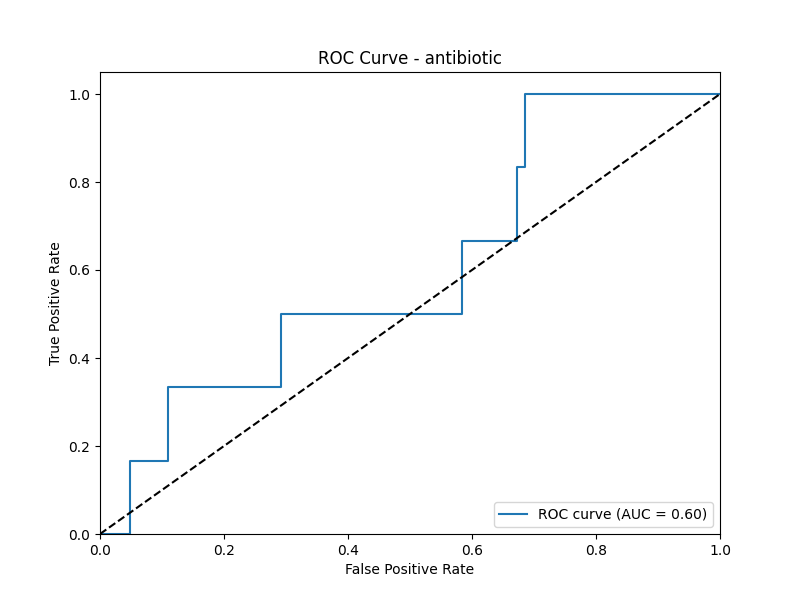 ROC Curve - antibiotic
True Positive Rate
1.0
0.8
0.6
0.4
0.2
0.0
ROC curve (AUC = 0.60)
0.0 0.2 0.4 0.6 0.8 1.0
False Positive Rate